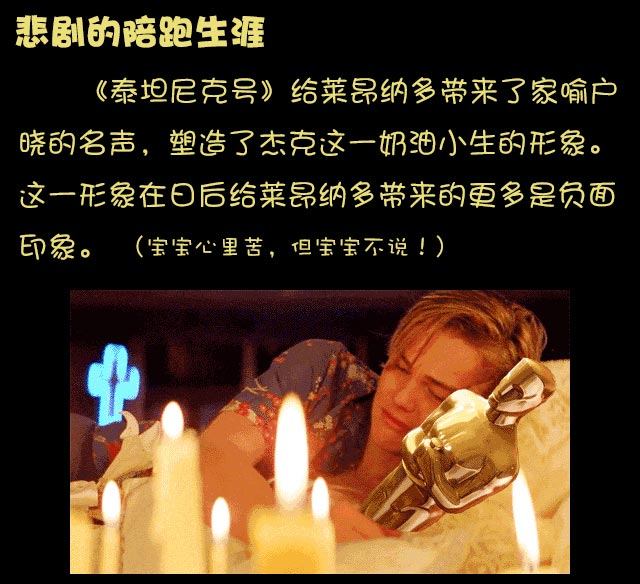 悲剧的陪跑生涯
《泰坦尼克号》给莱昂纳多带来了家喻户
晓的名声，塑造了杰克这一奶油小生的形象。
这一形象在日后给莱昂纳多带来的更多是负面
印象。（宝宝心里苦，但宝宝不说！）